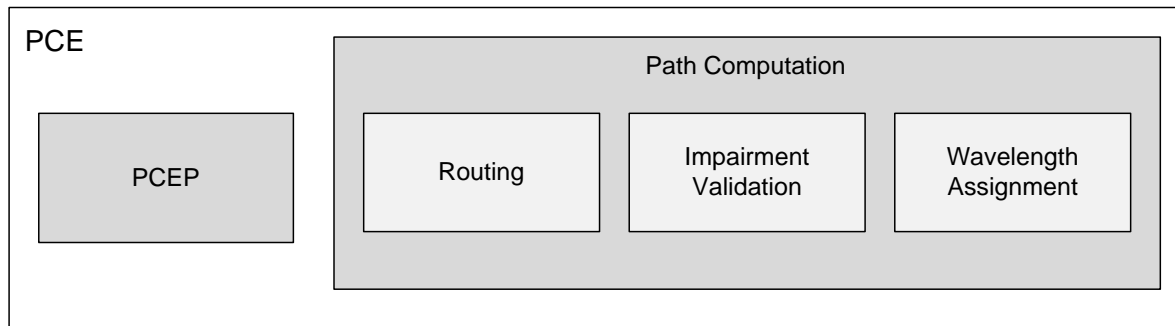 PCE
Path Computation
PCEP
Routing
Impairment
Validation
Wavelength
Assignment